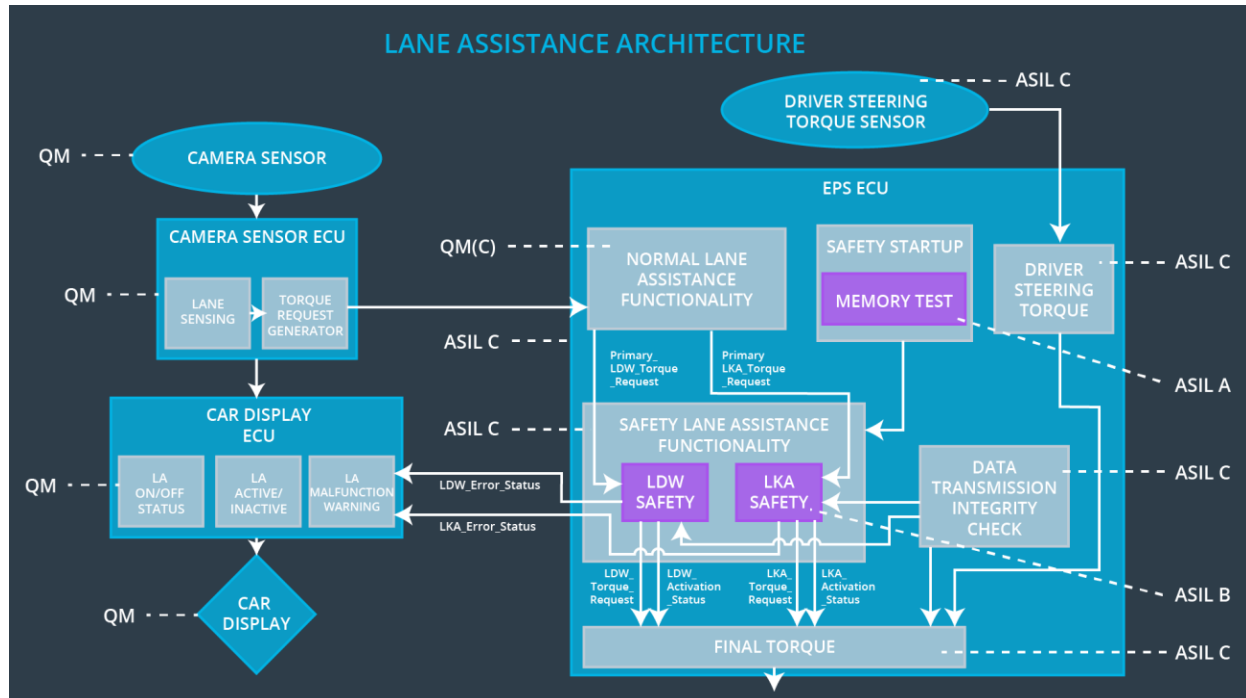 LANE ASSISTANCE ARCHITECTURE
ASIL C
DRIVER STEERING
TORQUE SENSOR
QM
CAMERA SENSOR
EPS ECU
CAMERA SENSOR ECU
QM
LANE
SENSING
TORQUE
REQUEST
GENERATOR
QM(C)
NORMAL LANE
ASSISTANCE
FUNCTIONALITY
SAFETY STARTUP
MEMORY TEST
DRIVER
STEERING
TORQUE
ASIL C
ASIL C
Primary_
LDW_Torque
_Request
Primary
LKA_Torque
_Request
ASIL A
CAR DISPLAY
ECU
QM
LA
ON/OFF
STATUS
LA
ACTIVE/
INACTIVE
LA
MALFUNCTION
WARNING
ASIL C
SAFETY LANE ASSISTANCE
FUNCTIONALITY
LDW
SAFETY
LKA
SAFETY
DATA
TRANSMISSION
INTEGRITY
CHECK
ASIL C
LDW_Error_Status
LKA_Error_Status
LDW_
Torque_
Request
LDW_
Activation
_Status
LKA_
Torque_
Request
LKA_
Activation
_Status
ASIL B
QM
CAR
DISPLAY
FINAL TORQUE
ASIL C